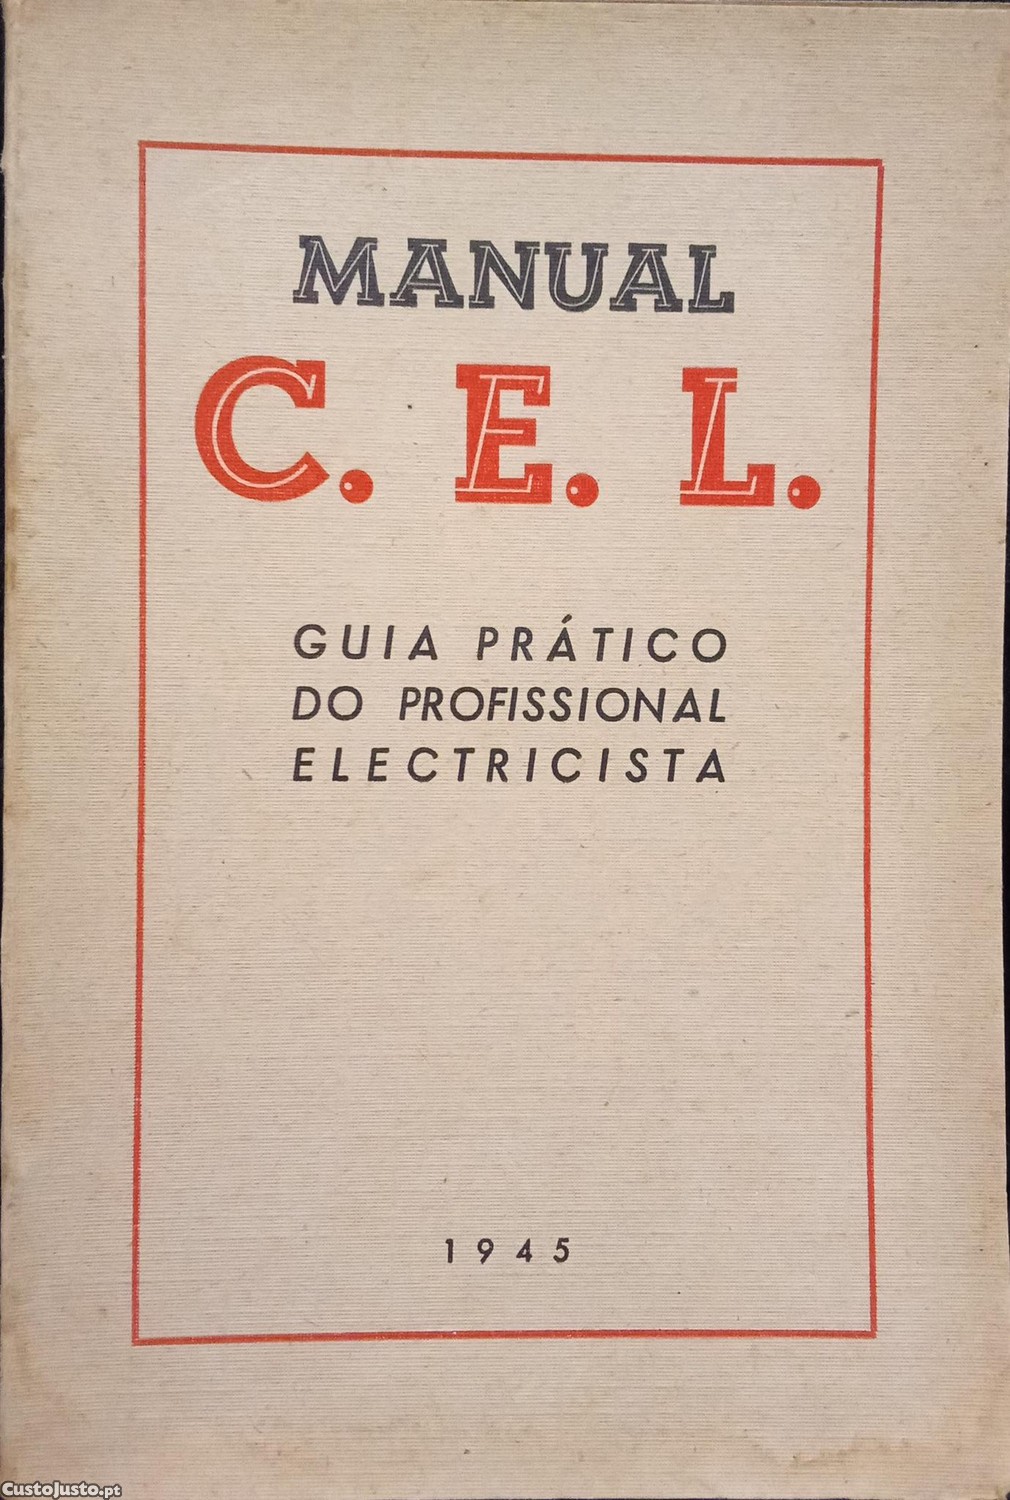 MANUAL
C. E. L.
GUIA PRÁTICO
DO PROFISSIONAL
ELECTRICISTA
1945
CustoJusto.pt